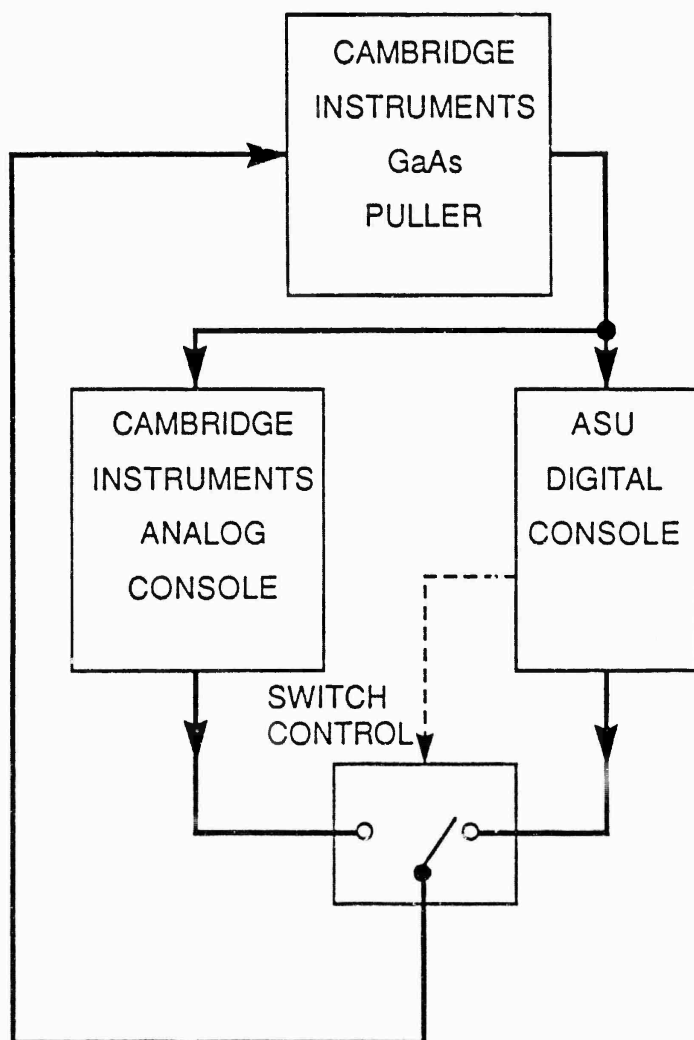 CAMBRIDGE
INSTRUMENTS
GaAs
PULLER
CAMBRIDGE
INSTRUMENTS
ANALOG
CONSOLE
ASU
DIGITAL
CONSOLE
SWITCH
CONTROL